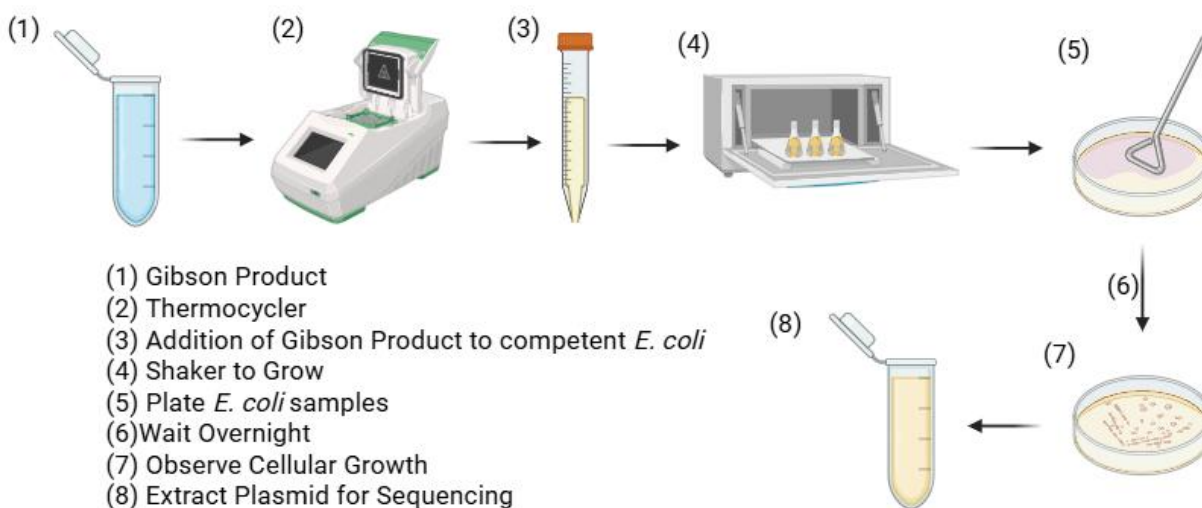 (1)
(2)
(3)
(4)
(5)
(6)
(7)
(8)
(1) Gibson Product
(2) Thermocycler
(3) Addition of Gibson Product to competent E. coli
(4) Shaker to Grow
(5) Plate E. coli samples
(6)Wait Overnight
(7) Observe Cellular Growth
(8) Extract Plasmid for Sequencing